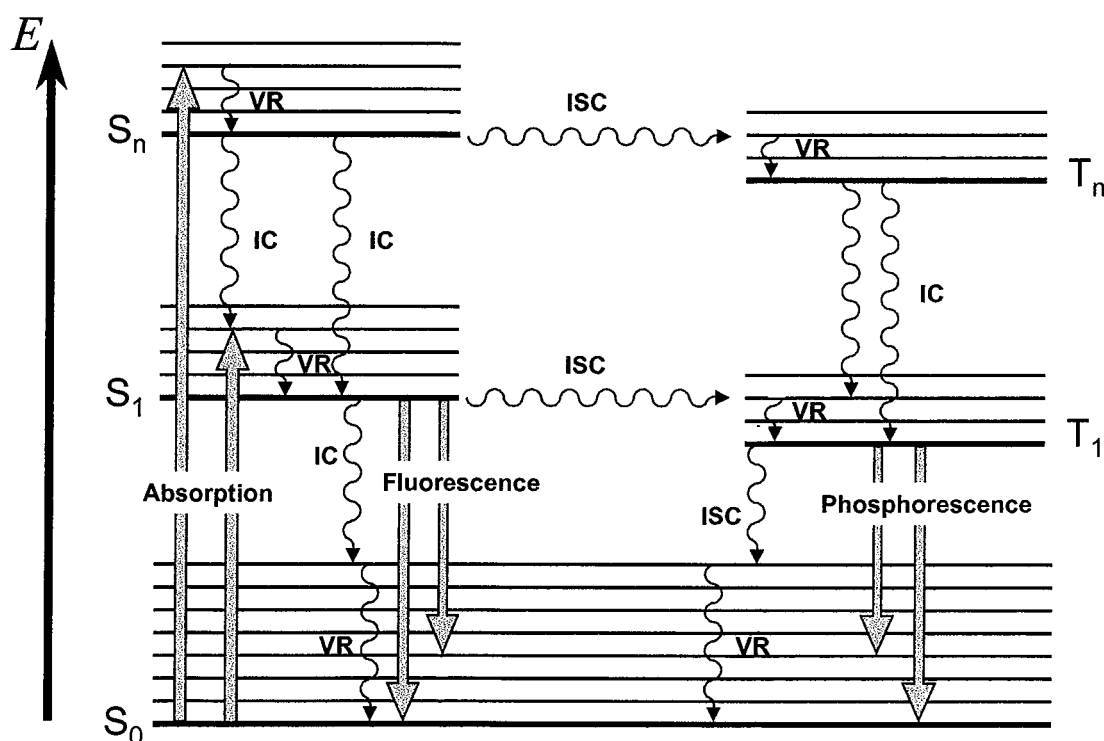 E
VR
ISC
Sn
VR
Tn
IC
IC
IC
VR
ISC
S1
VR
T1
IC
Absorption
Fluorescence
ISC
Phosphorescence
VR
VR
S0